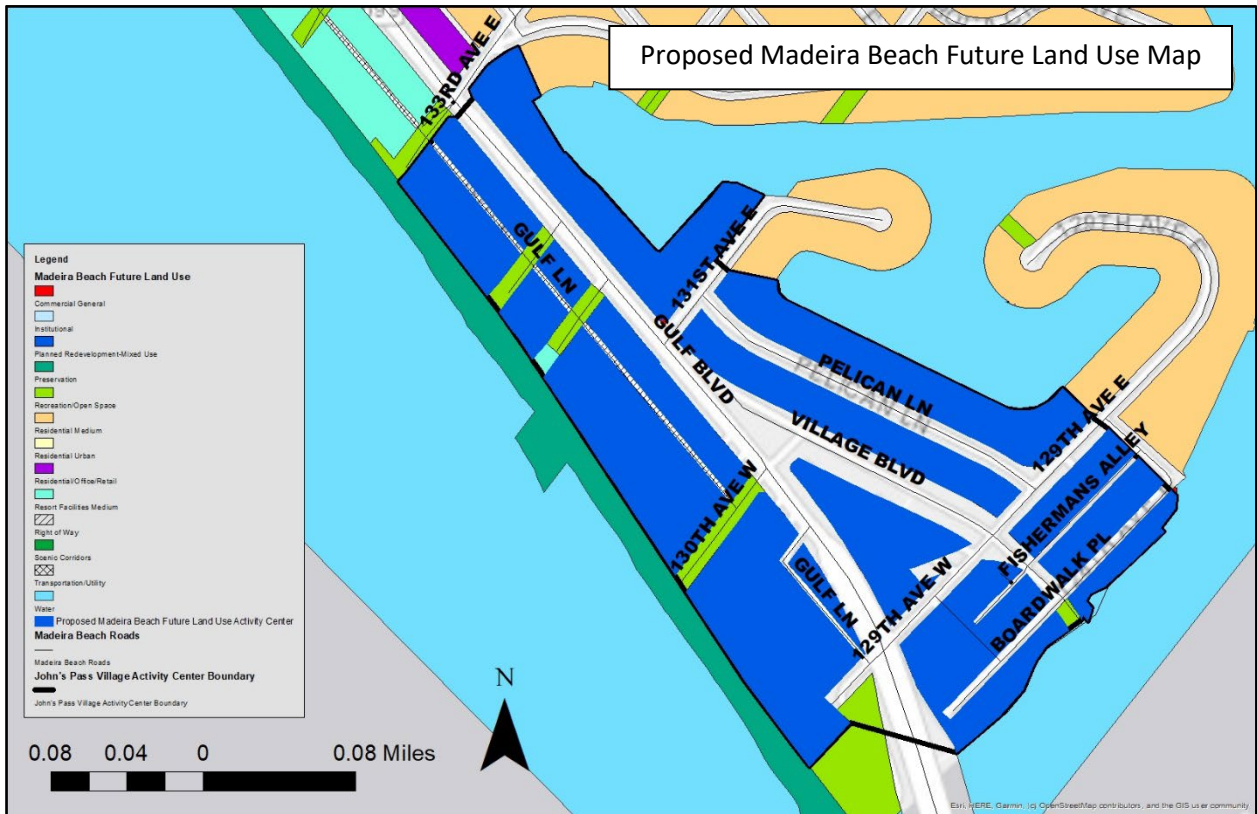 Proposed Madeira Beach Future Land Use Map
133RD AVE E
GULF LN
131ST AVE E
GULF BLVD
PELICAN LN
PELICAN LN
VILLAGE BLVD
129TH AVE E
129TH AVE E
FISHERMANS ALLEY
BOARDWALK PL
130TH AVE W
GULF LN
129TH AVE W
Legend
Madeira Beach Future Land Use
Commercial General
Institutional
Planned Redevelopment-Mixed Use
Preservation
Recreation/Open Space
Residential Medium
Residential Urban
Residential/Office/Retail
Resort Facilities Medium
Right of Way
Scenic Corridors
Transportation/Utility
Water
Proposed Madeira Beach Future Land Use Activity Center
Madeira Beach Roads
Madeira Beach Roads
John's Pass Village Activity Center Boundary
John's Pass Village Activity Center Boundary
N
0.08 0.04 0 0.08 Miles
Esri, HERE, Garmin, (c) OpenStreetMap contributors, and the GIS user community